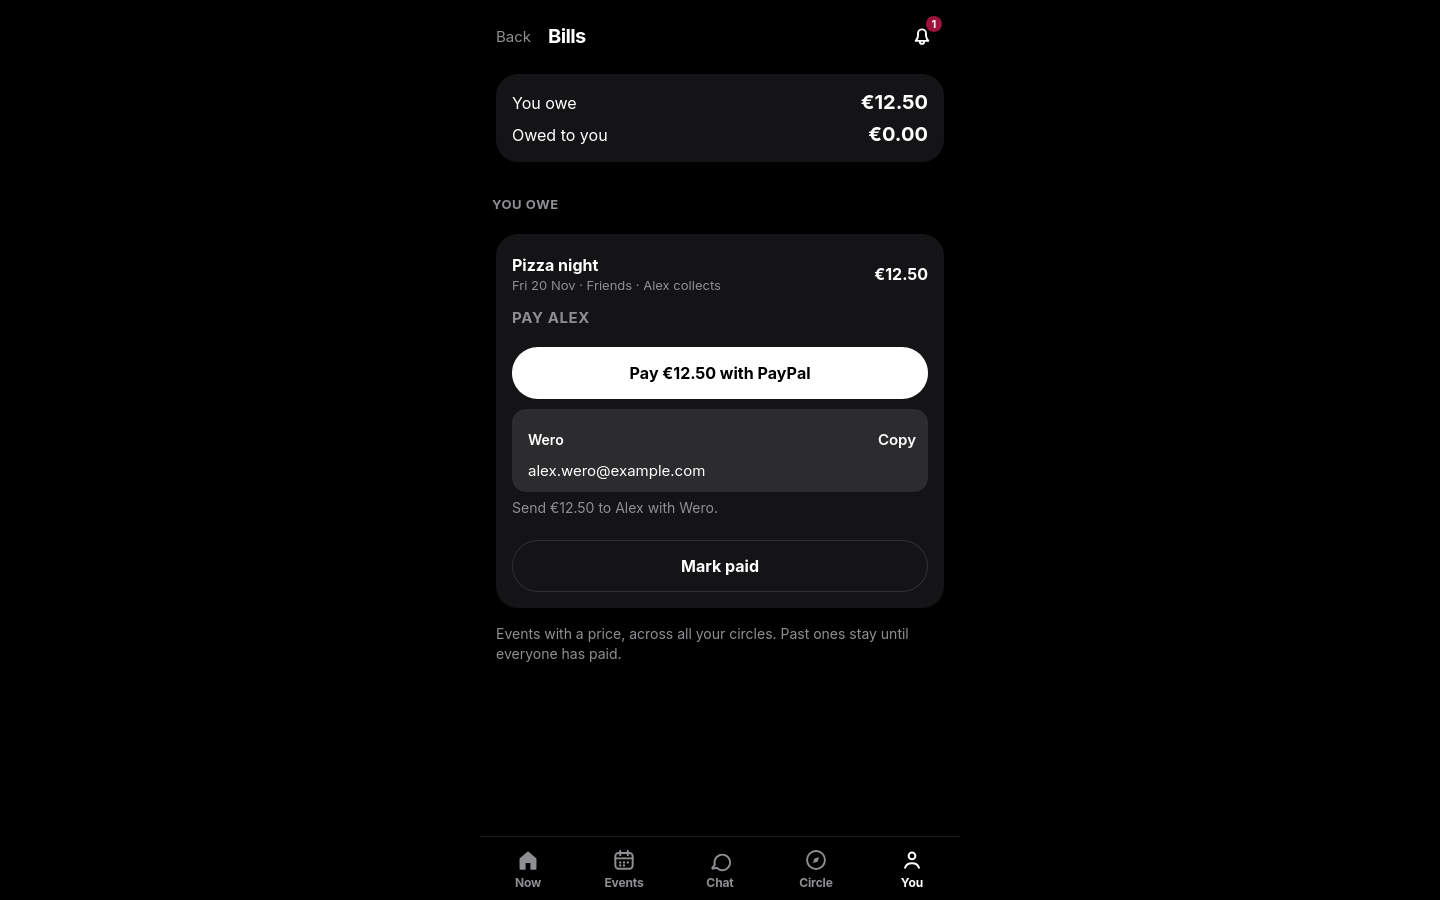 Back
Bills
1
You owe
€12.50
Owed to you
€0.00
YOU OWE
Pizza night
€12.50
Fri 20 Nov · Friends · Alex collects
PAY ALEX
Pay €12.50 with PayPal
Wero
Copy
alex.wero@example.com
Send €12.50 to Alex with Wero.
Mark paid
Events with a price, across all your circles. Past ones stay until
everyone has paid.
Now
Events
Chat
Circle
You